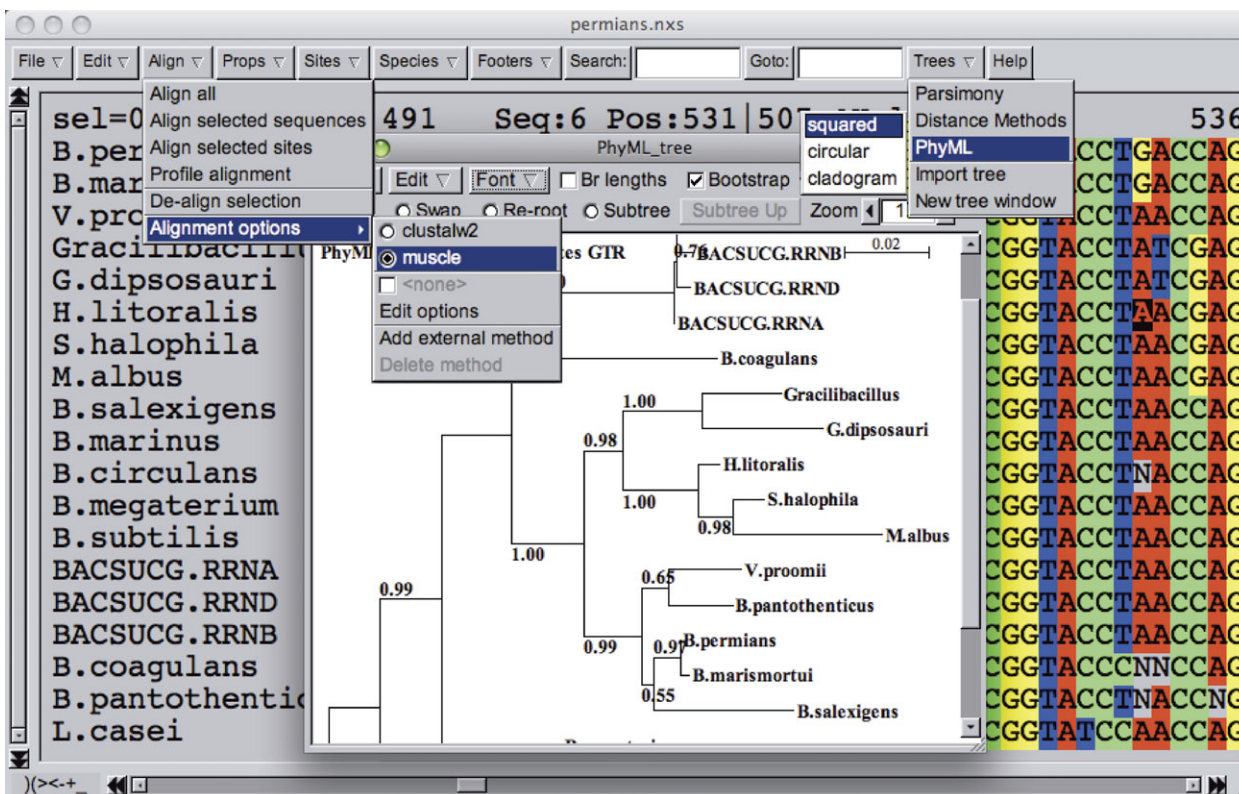 permians.nxs
File Edit Align Props Sites Species Footers Search: Goto: Trees Help
Align all
Align selected sequences
Align selected sites
Profile alignment
De-align selection
Alignment options
clustalw2
muscle
<none>
Edit options
Add external method
Delete method
Parsimony
Distance Methods
PhyML
Import tree
New tree window
squared
circular
cladogram
sel=0 491 Seq:6 Pos:531|50 536
PhyML_tree
Edit Font Br lengths Bootstrap
Swap Re-root Subtree Subtree Up Zoom
GTR
0.02
0.76
BACSUCG.RRNB
BACSUCG.RRND
BACSUCG.RRNA
B.coagulans
1.00
Gracilibacillus
G.dipsosauri
0.98
H.litoralis
1.00
S.halophila
0.98
M.albus
1.00
0.65
V.proomii
B.pantothenticus
0.99
0.99
0.97
B.permians
B.marismortui
0.55
B.salexigens
B.per CCTGACCAG
B.mar CCTGACCAG
V.pro CCTAACCAG
Gracilibacillu CGGTACCTATCGAG
G.dipsosauri CGGTACCTATCGAG
H.litoralis CGGTACCTAACGAG
S.halophila CGGTACCTAACGAG
M.albus CGGTACCTAACGAG
B.salexigens CGGTACCTAACCAG
B.marinus CGGTACCTAACCAG
B.circulans CGGTACCTNACCAG
B.megaterium CGGTACCTAACCAG
B.subtilis CGGTACCTAACCAG
BACSUCG.RRNA CGGTACCTAACCAG
BACSUCG.RRND CGGTACCTAACCAG
BACSUCG.RRNB CGGTACCTAACCAG
B.coagulans CGGTACCCNNCCAG
B.pantothentic CGGTACCTNACCNG
L.casei CGGTATCCAACCAG
)(><-+_